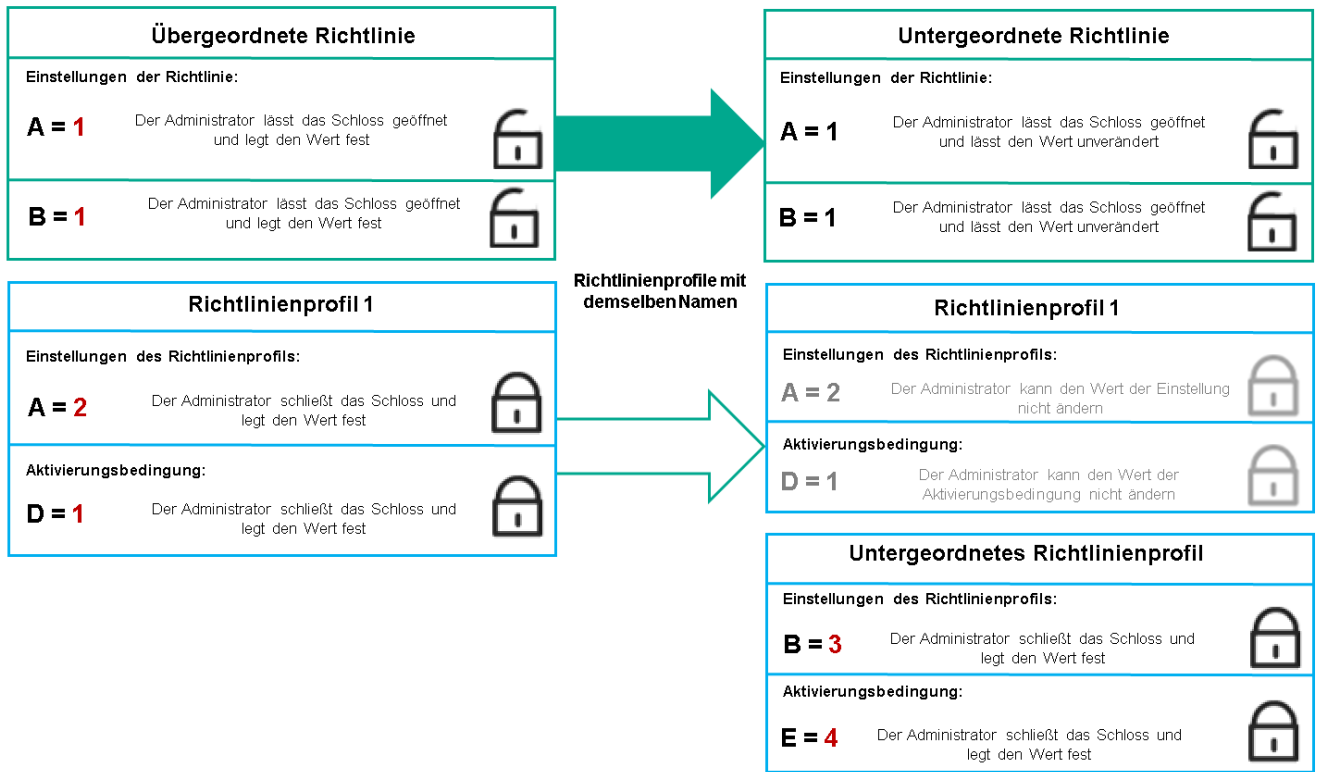 Übergeordnete Richtlinie
Einstellungen der Richtlinie:
A = 1
Der Administrator lässt das Schloss geöffnet
und legt den Wert fest
B = 1
Der Administrator lässt das Schloss geöffnet
und legt den Wert fest
Untergeordnete Richtlinie
Einstellungen der Richtlinie:
A = 1
Der Administrator lässt das Schloss geöffnet
und lässt den Wert unverändert
B = 1
Der Administrator lässt das Schloss geöffnet
und lässt den Wert unverändert
Richtlinienprofile mit
demselben Namen
Richtlinienprofil 1
Einstellungen des Richtlinienprofils:
A = 2
Der Administrator schließt das Schloss und
legt den Wert fest
Aktivierungsbedingung:
D = 1
Der Administrator schließt das Schloss und
legt den Wert fest
Richtlinienprofil 1
Einstellungen des Richtlinienprofils:
A = 2
Der Administrator kann den Wert der Einstellung
nicht ändern
Aktivierungsbedingung:
D = 1
Der Administrator kann den Wert der
Aktivierungsbedingung nicht ändern
Untergeordnetes Richtlinienprofil
Einstellungen des Richtlinienprofils:
B = 3
Der Administrator schließt das Schloss und
legt den Wert fest
Aktivierungsbedingung:
E = 4
Der Administrator schließt das Schloss und
legt den Wert fest